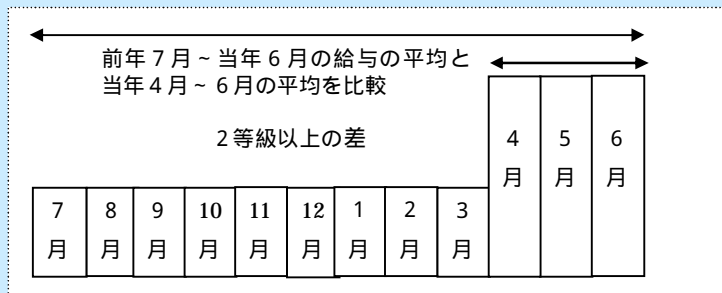 前年７月～当年６月の給与の平均と
当年４月～６月の平均を比較
２等級以上の差
4 5 6
月 月 月
7 8 9 10 11 12 1 2 3
月 月 月 月 月 月 月 月 月